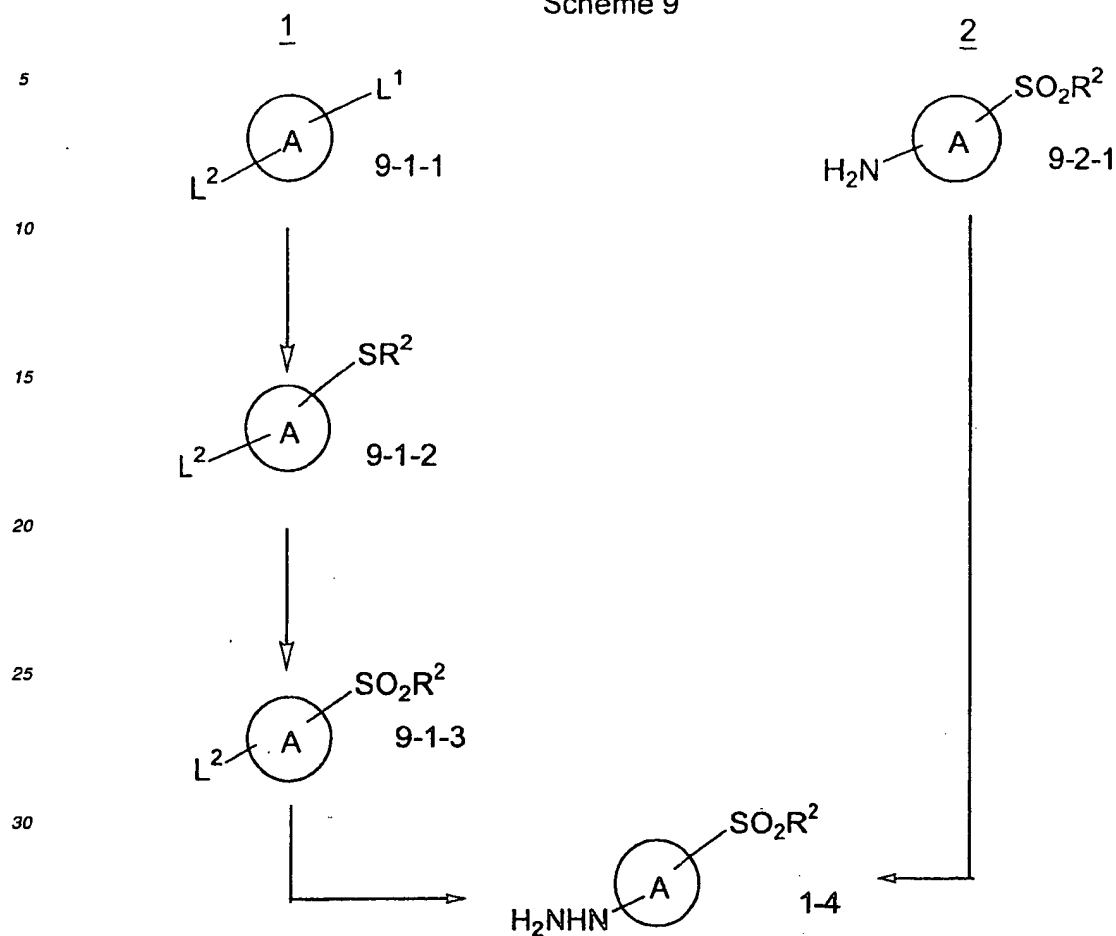 Scheme 9
1
2
5
L¹
A
L²
9-1-1
SO₂R²
A
H₂N
9-2-1
10
15
SR²
A
L²
9-1-2
20
25
SO₂R²
A
L²
9-1-3
30
SO₂R²
A
H₂NHN
1-4